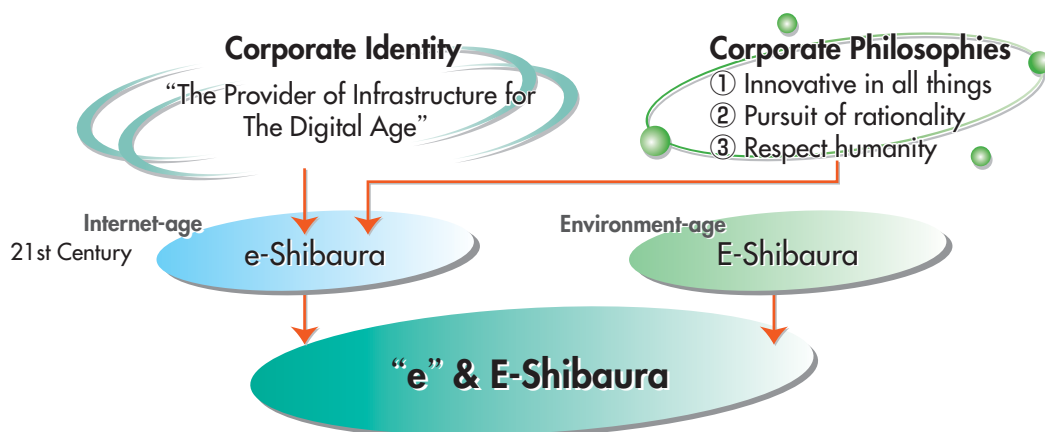 Corporate Identity
“The Provider of Infrastructure for
The Digital Age”
Corporate Philosophies
① Innovative in all things
② Pursuit of rationality
③ Respect humanity
Internet-age
21st Century
e-Shibaura
Environment-age
E-Shibaura
“e” & E-Shibaura